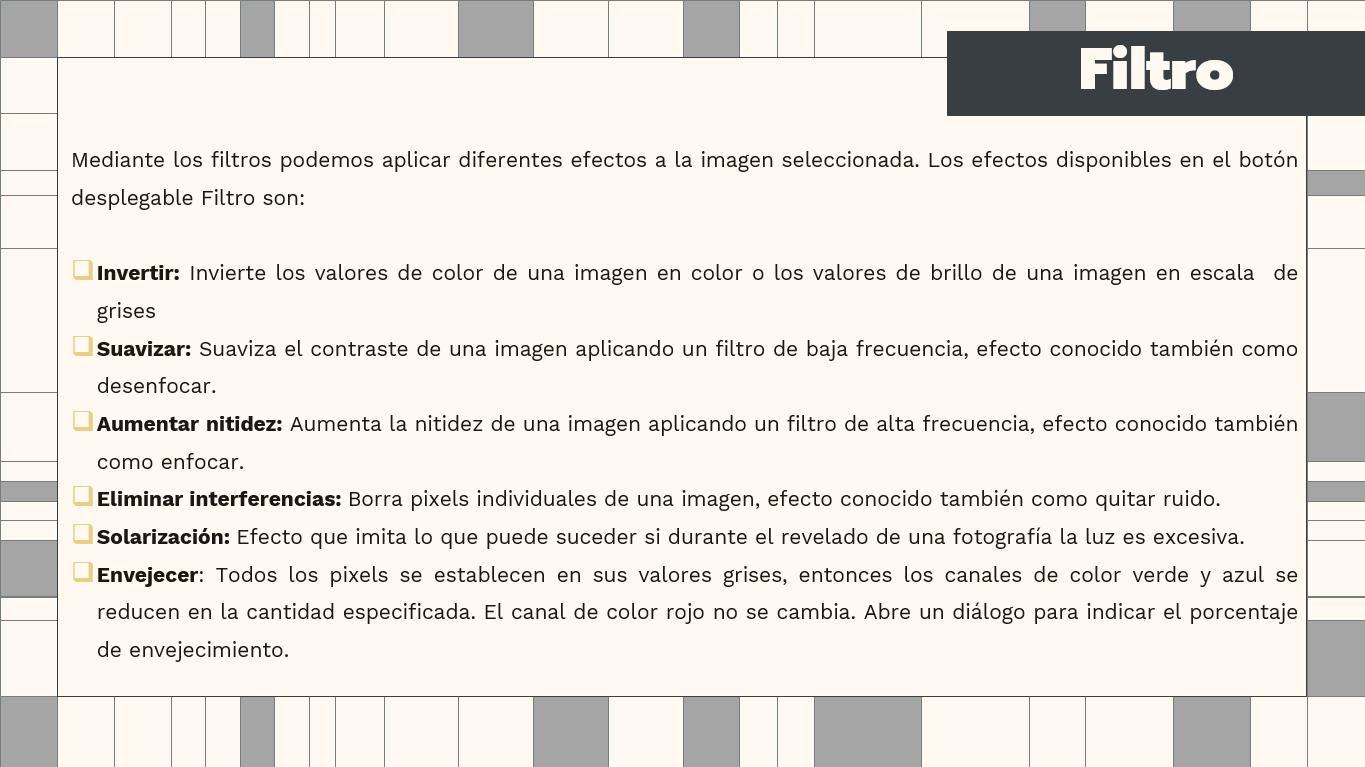 Filtro
Mediante los filtros podemos aplicar diferentes efectos a la imagen seleccionada. Los efectos disponibles en el botón
desplegable Filtro son:
Invertir: Invierte los valores de color de una imagen en color o los valores de brillo de una imagen en escala de
grises
Suavizar: Suaviza el contraste de una imagen aplicando un filtro de baja frecuencia, efecto conocido también como
desenfocar.
Aumentar nitidez: Aumenta la nitidez de una imagen aplicando un filtro de alta frecuencia, efecto conocido también
como enfocar.
Eliminar interferencias: Borra pixels individuales de una imagen, efecto conocido también como quitar ruido.
Solarización: Efecto que imita lo que puede suceder si durante el revelado de una fotografía la luz es excesiva.
Envejecer: Todos los pixels se establecen en sus valores grises, entonces los canales de color verde y azul se
reducen en la cantidad especificada. El canal de color rojo no se cambia. Abre un diálogo para indicar el porcentaje
de envejecimiento.